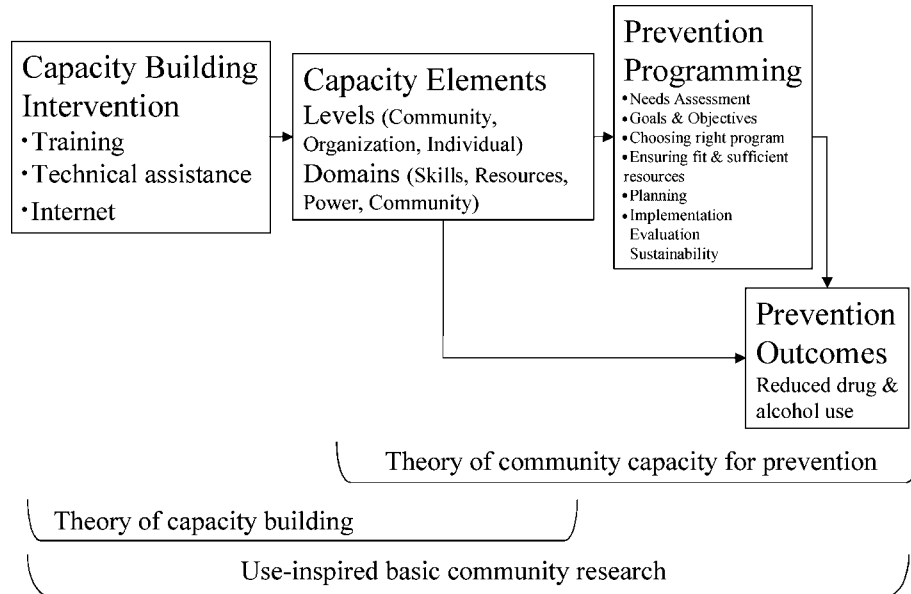 Capacity Building
Intervention
•Training
•Technical assistance
•Internet
Capacity Elements
Levels (Community,
Organization, Individual)
Domains (Skills, Resources,
Power, Community)
Prevention
Programming
•Needs Assessment
•Goals & Objectives
•Choosing right program
•Ensuring fit & sufficient
resources
•Planning
•Implementation
Evaluation
Sustainability
Prevention
Outcomes
Reduced drug &
alcohol use
Theory of community capacity for prevention
Theory of capacity building
Use-inspired basic community research